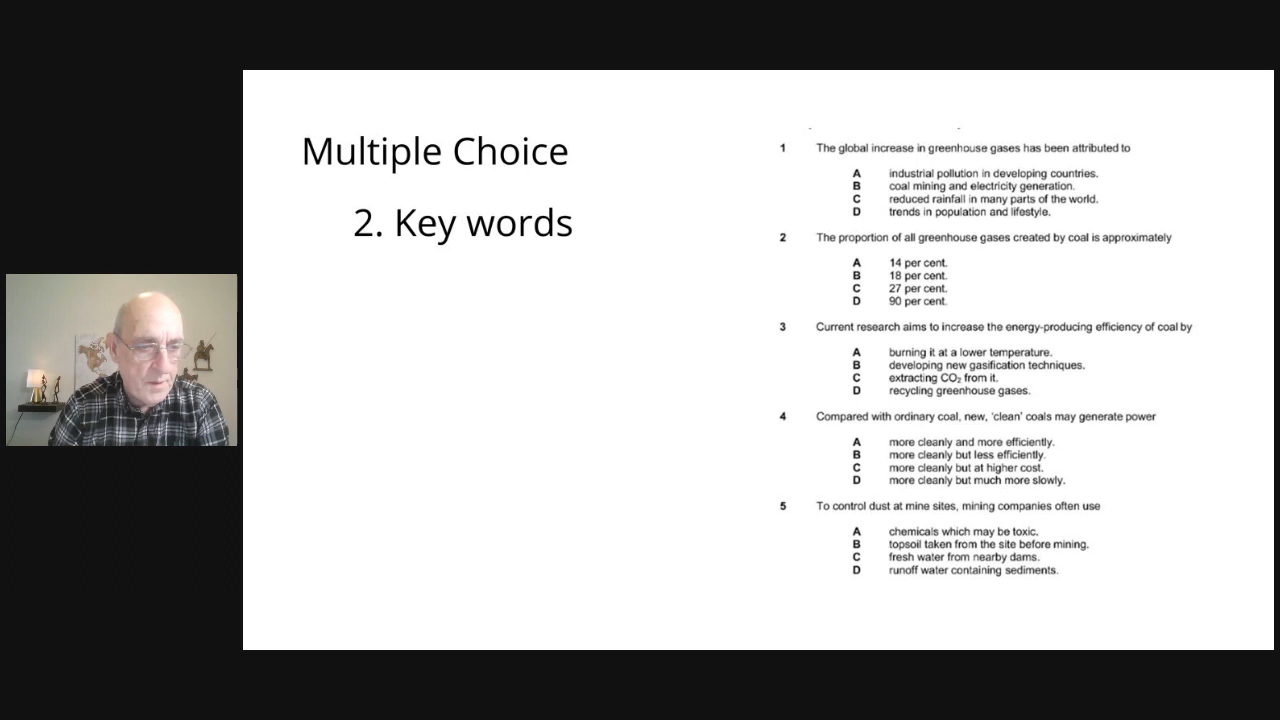 Multiple Choice
2. Key words
1 The global increase in greenhouse gases has been attributed to
A industrial pollution in developing countries.
B coal mining and electricity generation.
C reduced rainfall in many parts of the world.
D trends in population and lifestyle.
2 The proportion of all greenhouse gases created by coal is approximately
A 14 per cent.
B 18 per cent.
C 27 per cent.
D 90 per cent.
3 Current research aims to increase the energy-producing efficiency of coal by
A burning it at a lower temperature.
B developing new gasification techniques.
C extracting CO₂ from it.
D recycling greenhouse gases.
4 Compared with ordinary coal, new, ‘clean’ coals may generate power
A more cleanly and more efficiently.
B more cleanly but less efficiently.
C more cleanly but at higher cost.
D more cleanly but much more slowly.
5 To control dust at mine sites, mining companies often use
A chemicals which may be toxic.
B topsoil taken from the site before mining.
C fresh water from nearby dams.
D runoff water containing sediments.